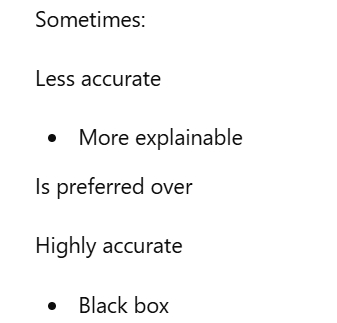 Sometimes:
Less accurate
• More explainable
Is preferred over
Highly accurate
• Black box